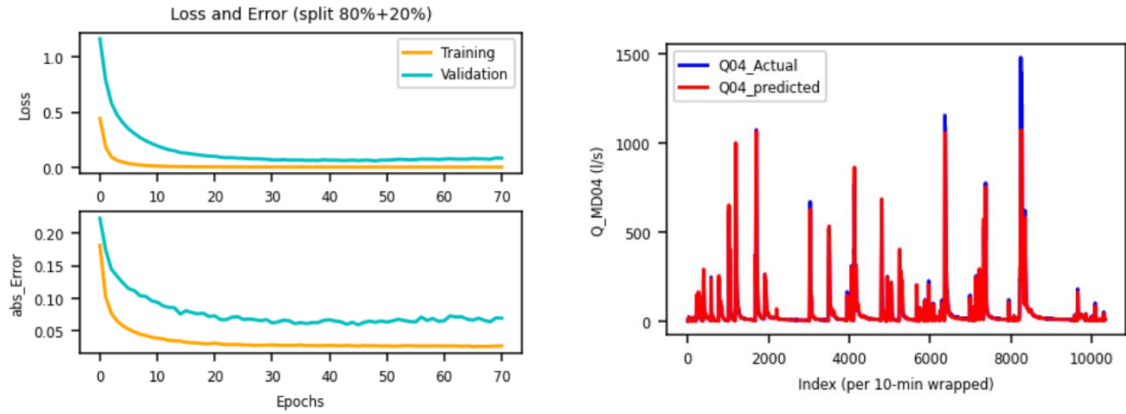 Loss and Error (split 80%+20%)
1.0
0.5
0.0
Loss
Training
Validation
0 10 20 30 40 50 60 70
0.20
0.15
0.10
0.05
abs_Error
0 10 20 30 40 50 60 70
Epochs
1500
1000
500
0
Q_MD04 (l/s)
Q04_Actual
Q04_predicted
0 2000 4000 6000 8000 10000
Index (per 10-min wrapped)